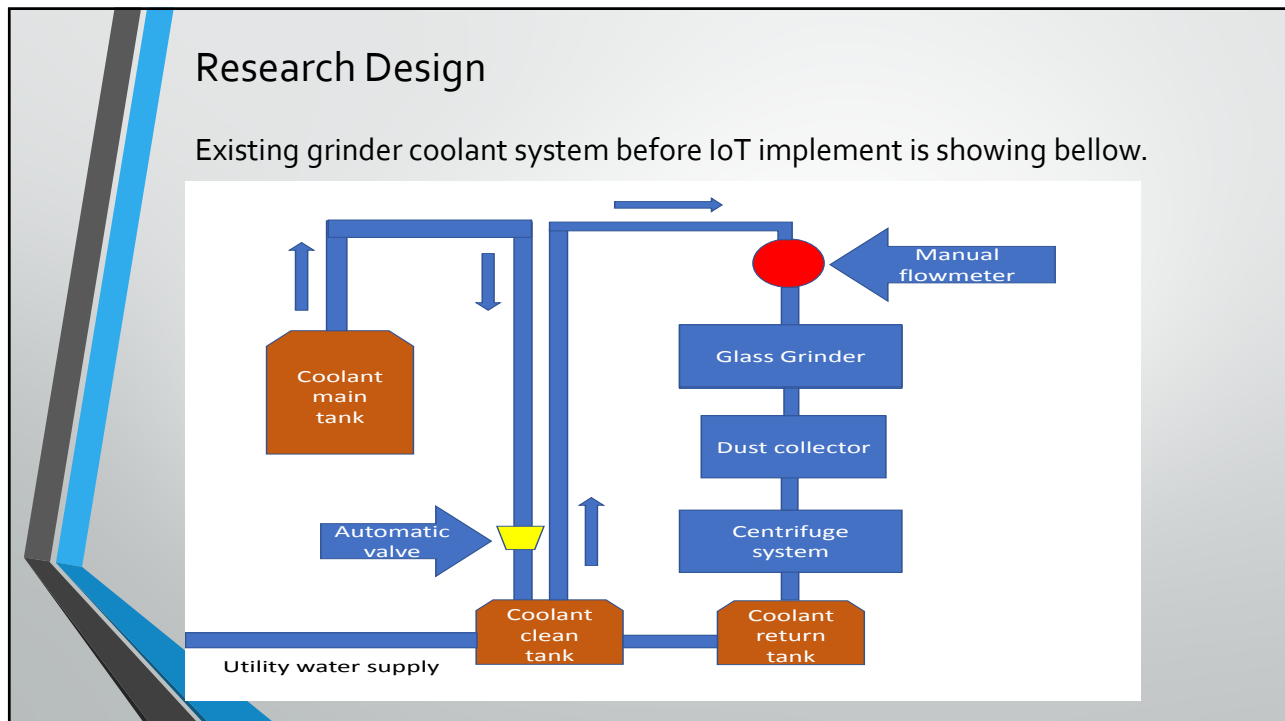 Research Design
Existing grinder coolant system before IoT implement is showing bellow.
Manual
flowmeter
Glass Grinder
Coolant
main
tank
Dust collector
Automatic
valve
Centrifuge
system
Coolant
clean
tank
Coolant
return
tank
Utility water supply